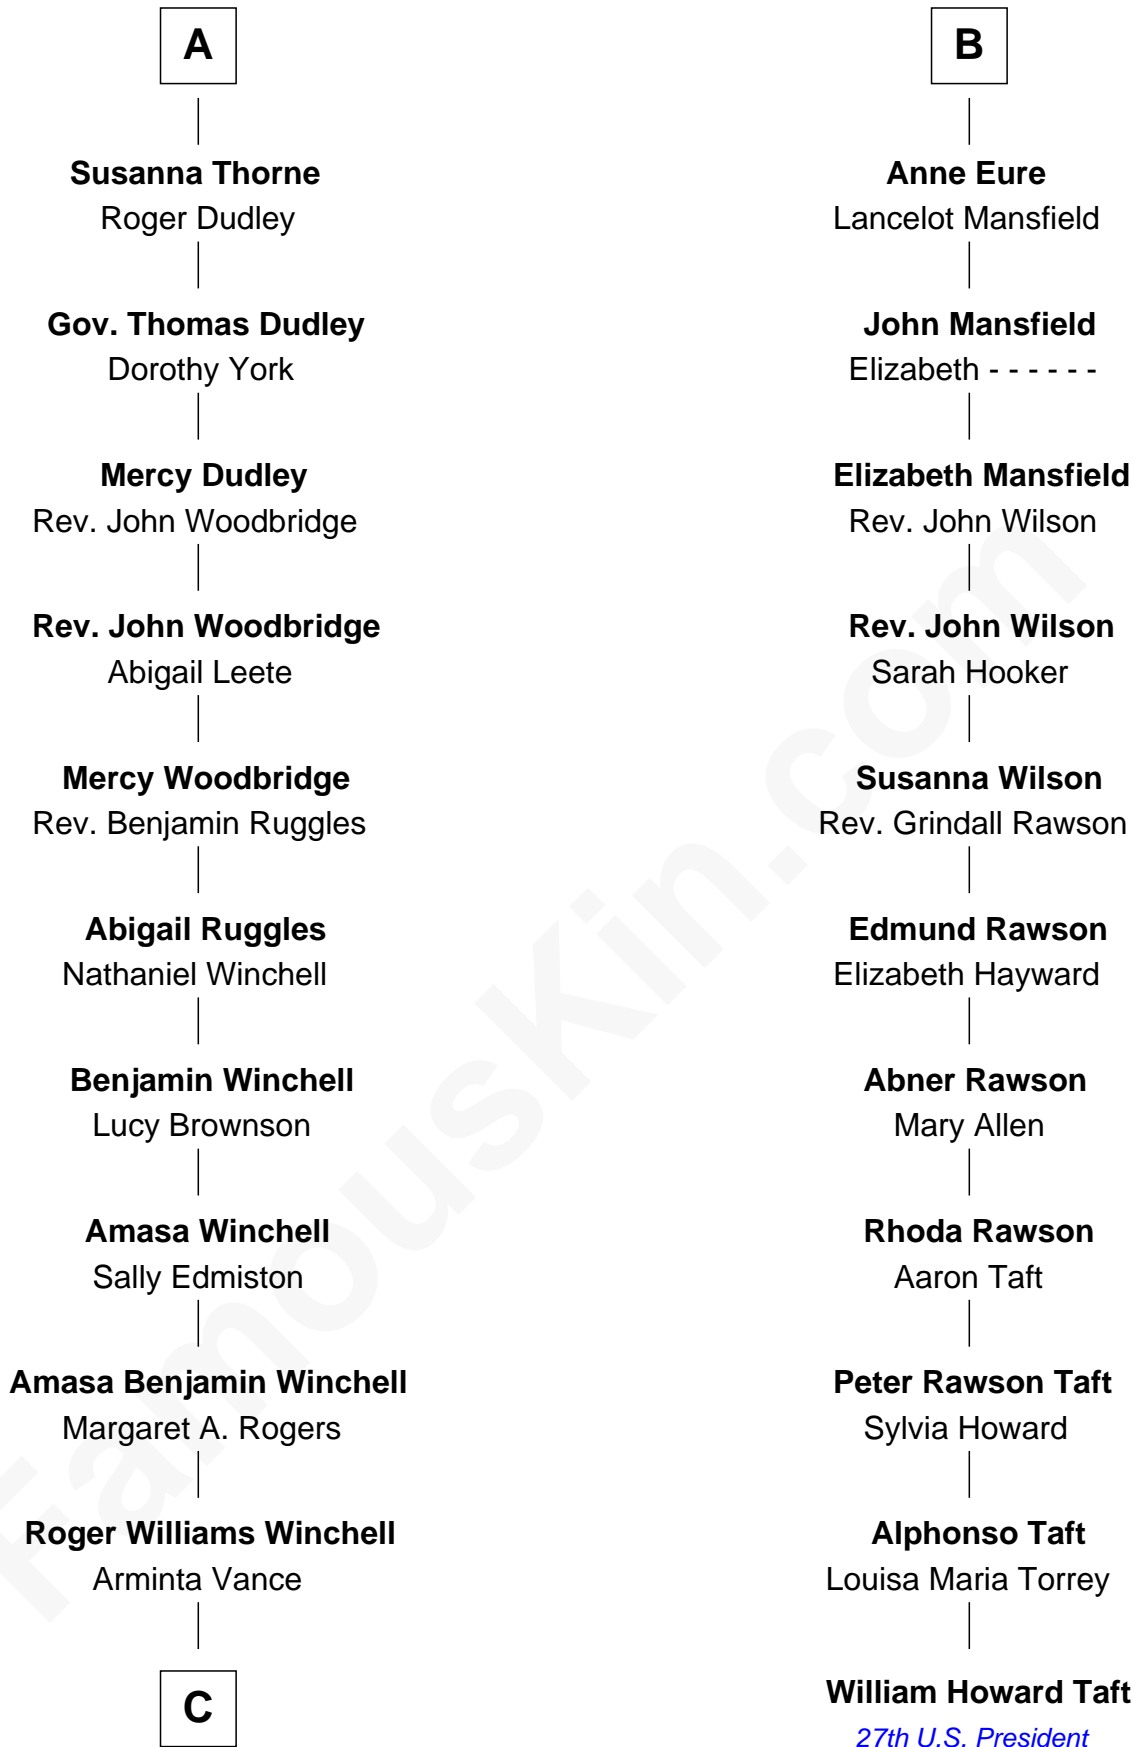 A
Susanna Thorne
Roger Dudley
Gov. Thomas Dudley
Dorothy York
Mercy Dudley
Rev. John Woodbridge
Rev. John Woodbridge
Abigail Leete
Mercy Woodbridge
Rev. Benjamin Ruggles
Abigail Ruggles
Nathaniel Winchell
Benjamin Winchell
Lucy Brownson
Amasa Winchell
Sally Edmiston
Amasa Benjamin Winchell
Margaret A. Rogers
Roger Williams Winchell
Arminta Vance
C
B
Anne Eure
Lancelot Mansfield
John Mansfield
Elizabeth - - - - - -
Elizabeth Mansfield
Rev. John Wilson
Rev. John Wilson
Sarah Hooker
Susanna Wilson
Rev. Grindall Rawson
Edmund Rawson
Elizabeth Hayward
Abner Rawson
Mary Allen
Rhoda Rawson
Aaron Taft
Peter Rawson Taft
Sylvia Howard
Alphonso Taft
Louisa Maria Torrey
William Howard Taft
27th U.S. President
FamousKin.com